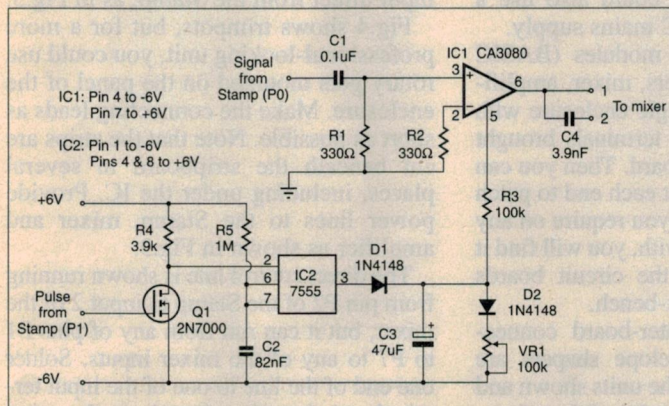 C1
0.1uF
IC1 CA3080
Signal
from
Stamp (P0)
3
+
6
1
2
−
To mixer
2
IC1: Pin 4 to -6V
Pin 7 to +6V
IC2: Pin 1 to -6V
Pins 4 & 8 to +6V
R1
330Ω
R2
330Ω
C4
3.9nF
+6V
R3
100k
R4
3.9k
R5
1M
D1
1N4148
2
6
7
IC2
7555
3
D2
1N4148
Pulse
from
Stamp (P1)
Q1
2N7000
C2
82nF
C3
47uF
+
VR1
100k
-6V